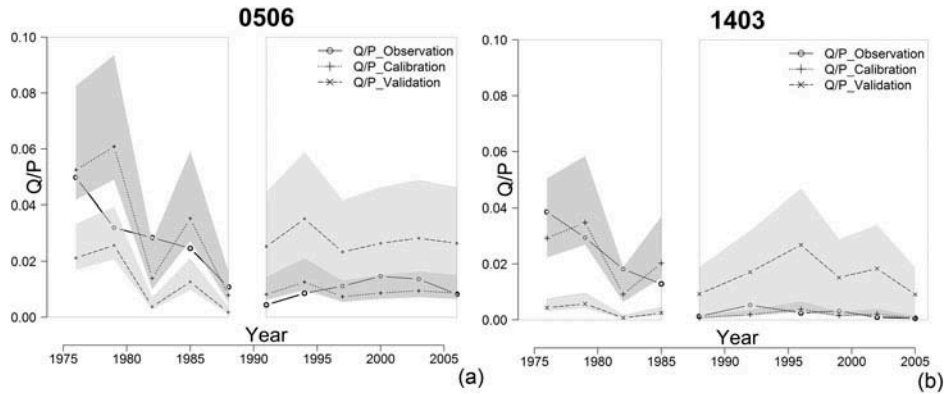 0506
0.10
0.08
0.06
0.04
0.02
0.00
Q/P
Q/P_Observation
Q/P_Calibration
Q/P_Validation
Year
1975 1980 1985 1990 1995 2000 2005
(a)
1403
0.10
0.08
0.06
0.04
0.02
0.00
Q/P
Q/P_Observation
Q/P_Calibration
Q/P_Validation
Year
1975 1980 1985 1990 1995 2000 2005
(b)